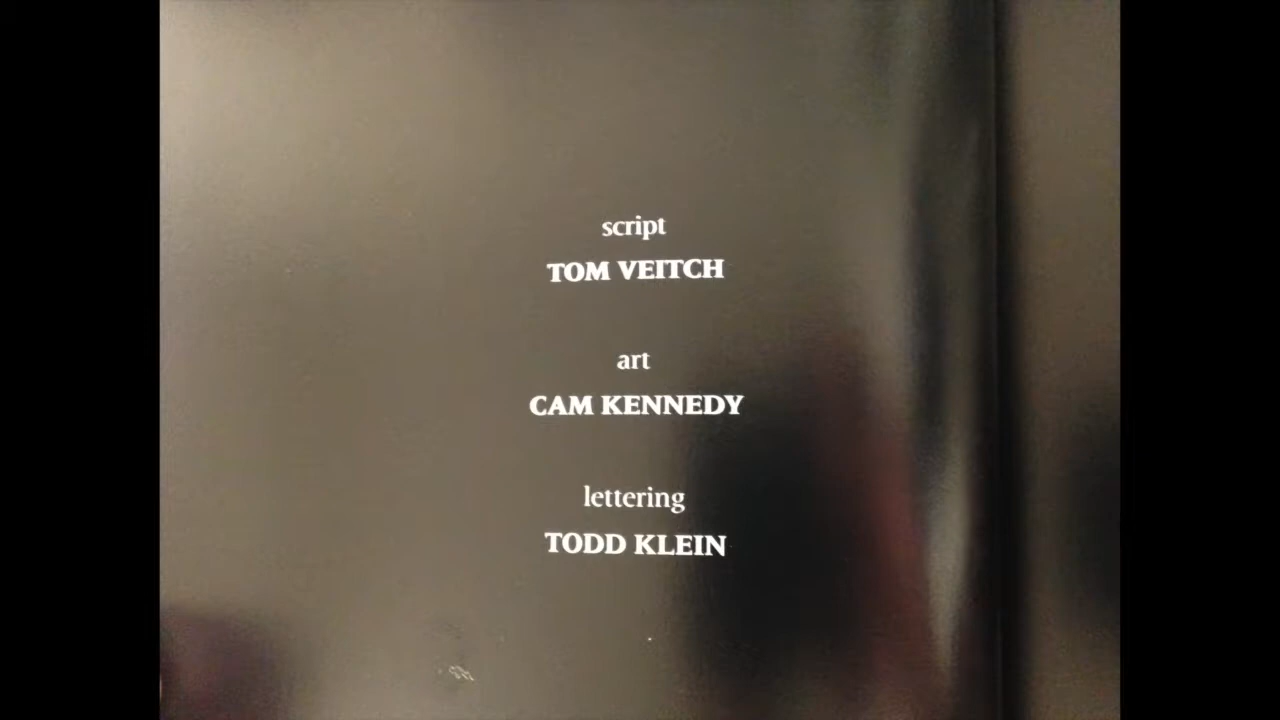 script
TOM VEITCH
art
CAM KENNEDY
lettering
TODD KLEIN